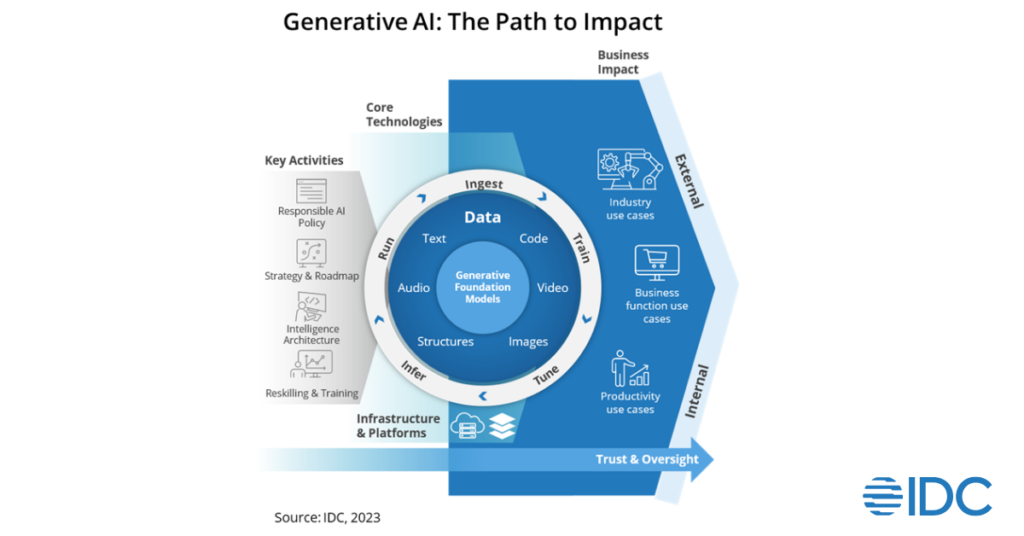 Generative AI: The Path to Impact
Business
Impact
Core
Technologies
Key Activities
Responsible AI
Policy
Strategy & Roadmap
Intelligence
Architecture
Reskilling & Training
Ingest
Train
Tune
Infer
Run
Data
Text
Code
Audio
Video
Structures
Images
Generative
Foundation
Models
Infrastructure
& Platforms
Industry
use cases
Business
function use
cases
Productivity
use cases
External
Internal
Trust & Oversight
Source: IDC, 2023
IDC